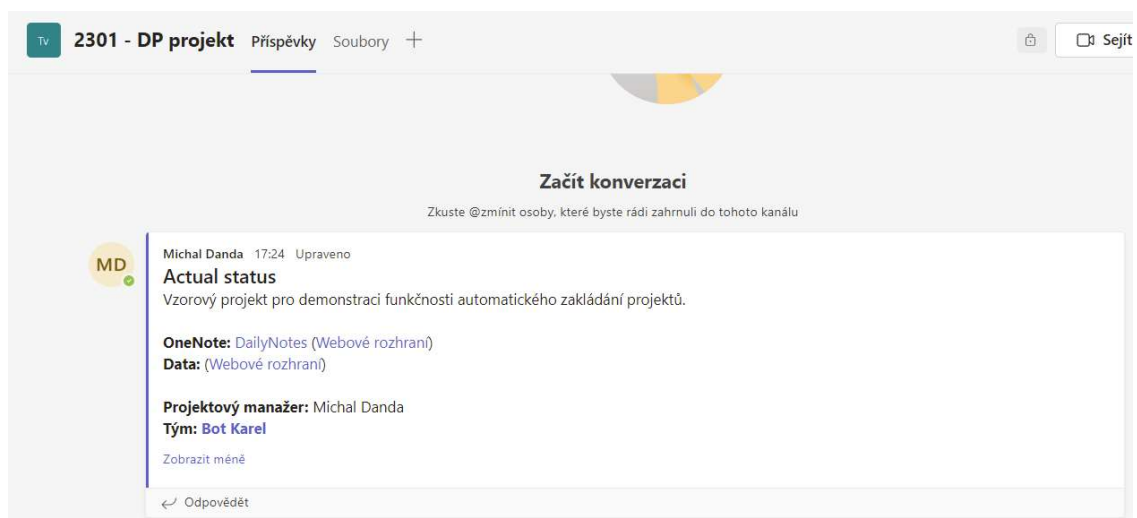 Tv 2301 - DP projekt Příspěvky Soubory + Sejít
Začít konverzaci
Zkuste @zmínit osoby, které byste rádi zahrnuli do tohoto kanálu
MD
Michal Danda 17:24 Upraveno
Actual status
Vzorový projekt pro demonstraci funkčnosti automatického zakládání projektů.
OneNote: DailyNotes (Webové rozhraní)
Data: (Webové rozhraní)
Projektový manažer: Michal Danda
Tým: Bot Karel
Zobrazit méně
Odpovědět